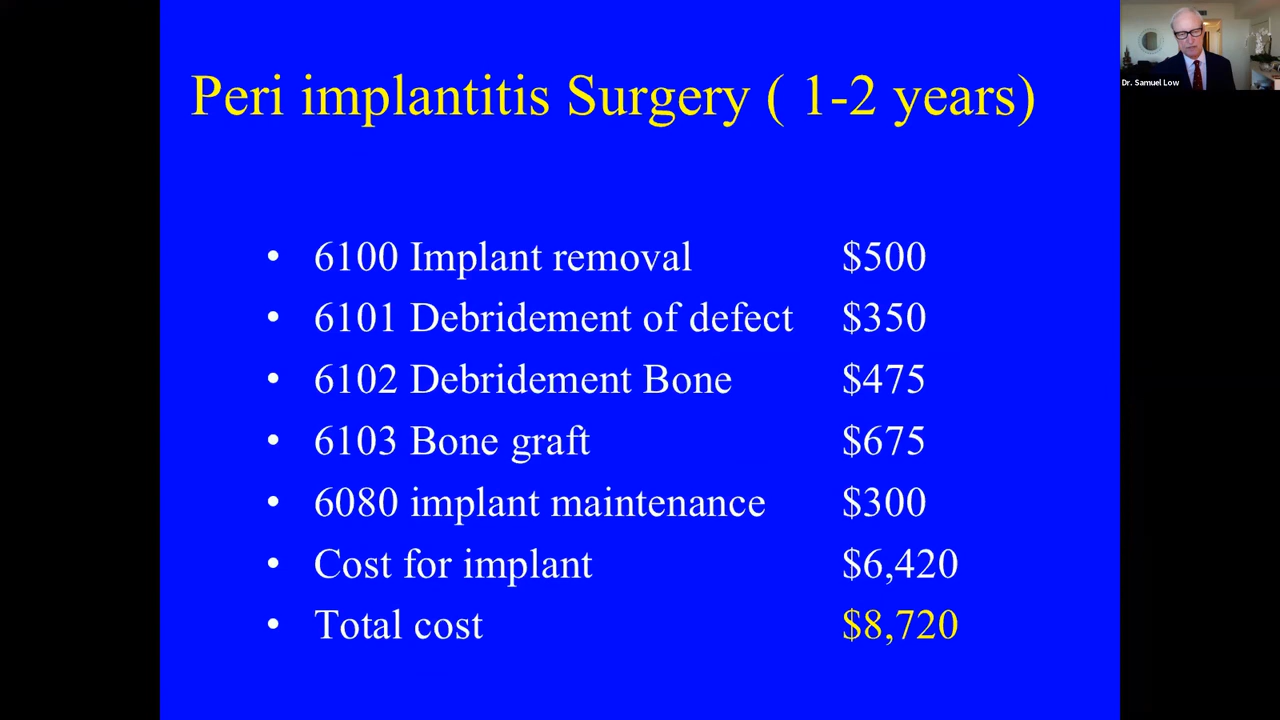 Peri implantitis Surgery ( 1-2 years)
• 6100 Implant removal $500
• 6101 Debridement of defect $350
• 6102 Debridement Bone $475
• 6103 Bone graft $675
• 6080 implant maintenance $300
• Cost for implant $6,420
• Total cost $8,720
Dr. Samuel Low